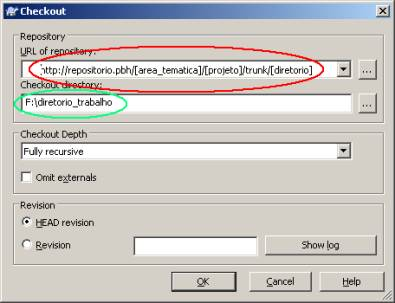 Checkout
Repository
URL of repository:
http://repositorio.pbh/[area_tematica]/[projeto]/trunk/[diretorio]
...
Checkout directory:
F:\diretorio_trabalho
...
Checkout Depth
Fully recursive
Omit externals
Revision
HEAD revision
Revision
Show log
OK
Cancel
Help